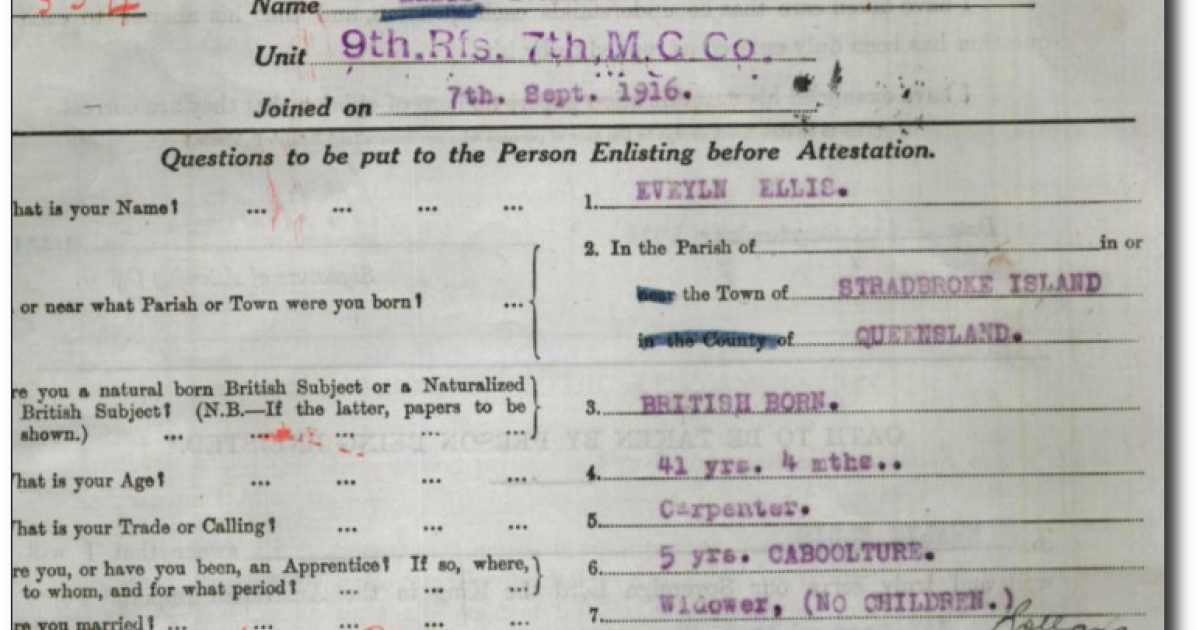 Name
Unit 9th.Rfs. 7th,M.G.Co.
Joined on 7th. Sept. 1916.
Questions to be put to the Person Enlisting before Attestation.
hat is your Name? ... ... ... ... 1. EVEYLN ELLIS.
2. In the Parish of in or
or near what Parish or Town were you born? ... near the Town of STRADBROKE ISLAND
in the County of QUEENSLAND.
re you a natural born British Subject or a Naturalized
British Subject? (N.B.—If the latter, papers to be 3. BRITISH BORN.
shown.) ... ... ... ... ...
hat is your Age? ... ... ... ... 4. 41 yrs. 4 mths..
hat is your Trade or Calling? ... ... ... 5. Carpenter.
re you, or have you been, an Apprentice? If so, where, 6. 5 yrs. CABOOLTURE.
to whom, and for what period? ... ... ...
re you married? ... 7. Widower, (NO CHILDREN.)